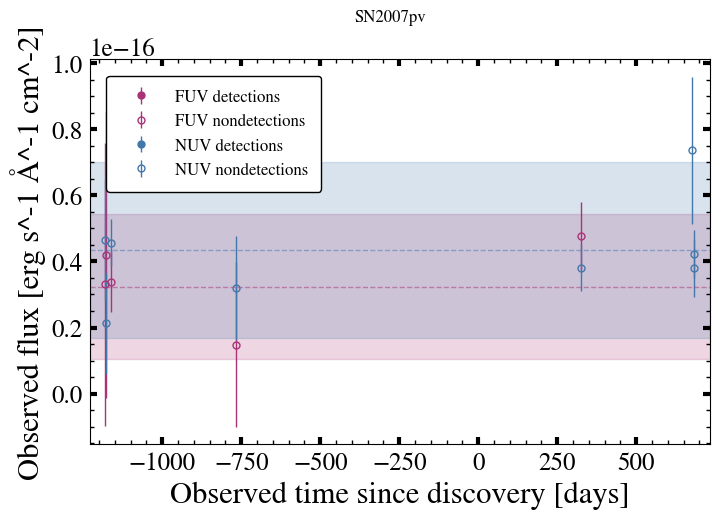 SN2007pv
1e−16
1.0
0.8
0.6
0.4
0.2
0.0
Observed flux [erg s^-1 Å^-1 cm^-2]
FUV detections
FUV nondetections
NUV detections
NUV nondetections
−1000
−750
−500
−250
0
250
500
Observed time since discovery [days]